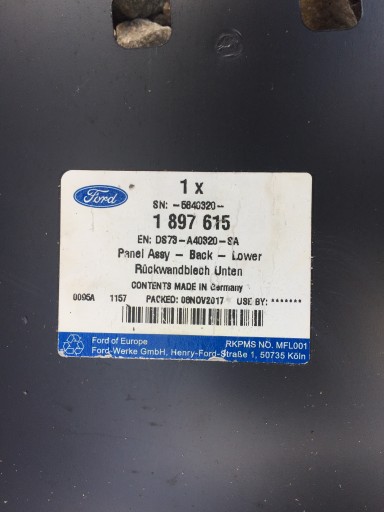 Ford
1 x
SN: -5840320-
1 897 615
EN: DS73-A40320-SA
Panel Assy - Back - Lower
Rückwandblech Unten
CONTENTS MADE IN Germany
0095A 1157 PACKED: 08NOV2017 USE BY: *******
Ford of Europe RKPMS NO. MFL001
Ford-Werke GmbH, Henry-Ford-Straße 1, 50735 Köln